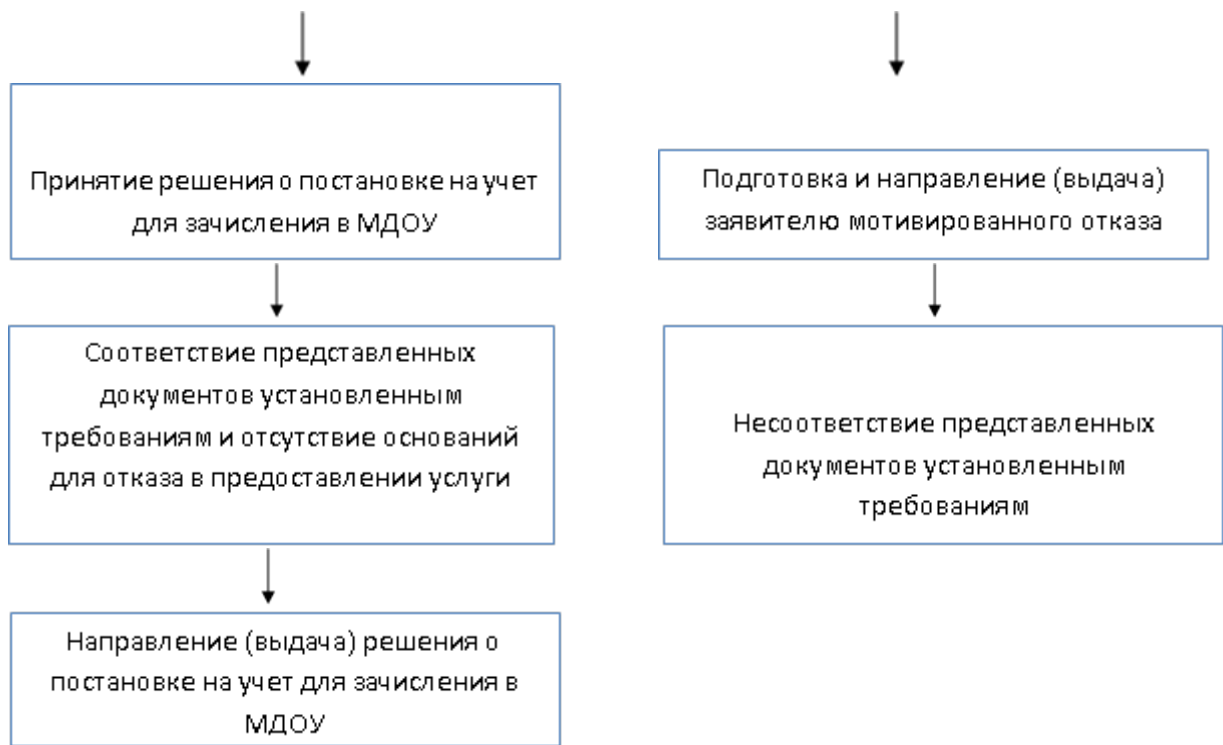 Принятие решения о постановке на учет
для зачисления в МДОУ
Подготовка и направление (выдача)
заявителю мотивированного отказа
Соответствие представленных
документов установленным
требованиям и отсутствие оснований
для отказа в предоставлении услуги
Несоответствие представленных
документов установленным
требованиям
Направление (выдача) решения о
постановке на учет для зачисления в
МДОУ